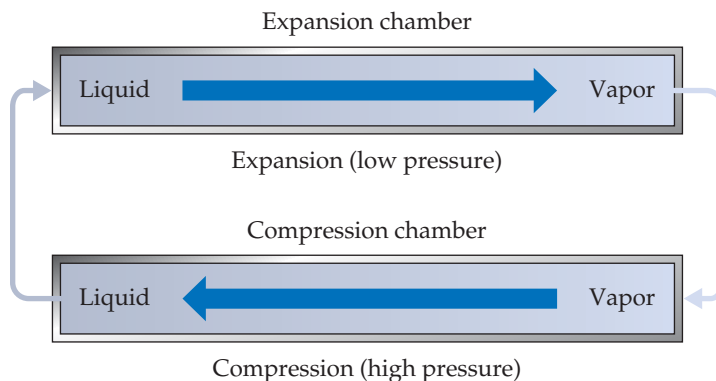 Expansion chamber
Liquid Vapor
Expansion (low pressure)
Compression chamber
Liquid Vapor
Compression (high pressure)